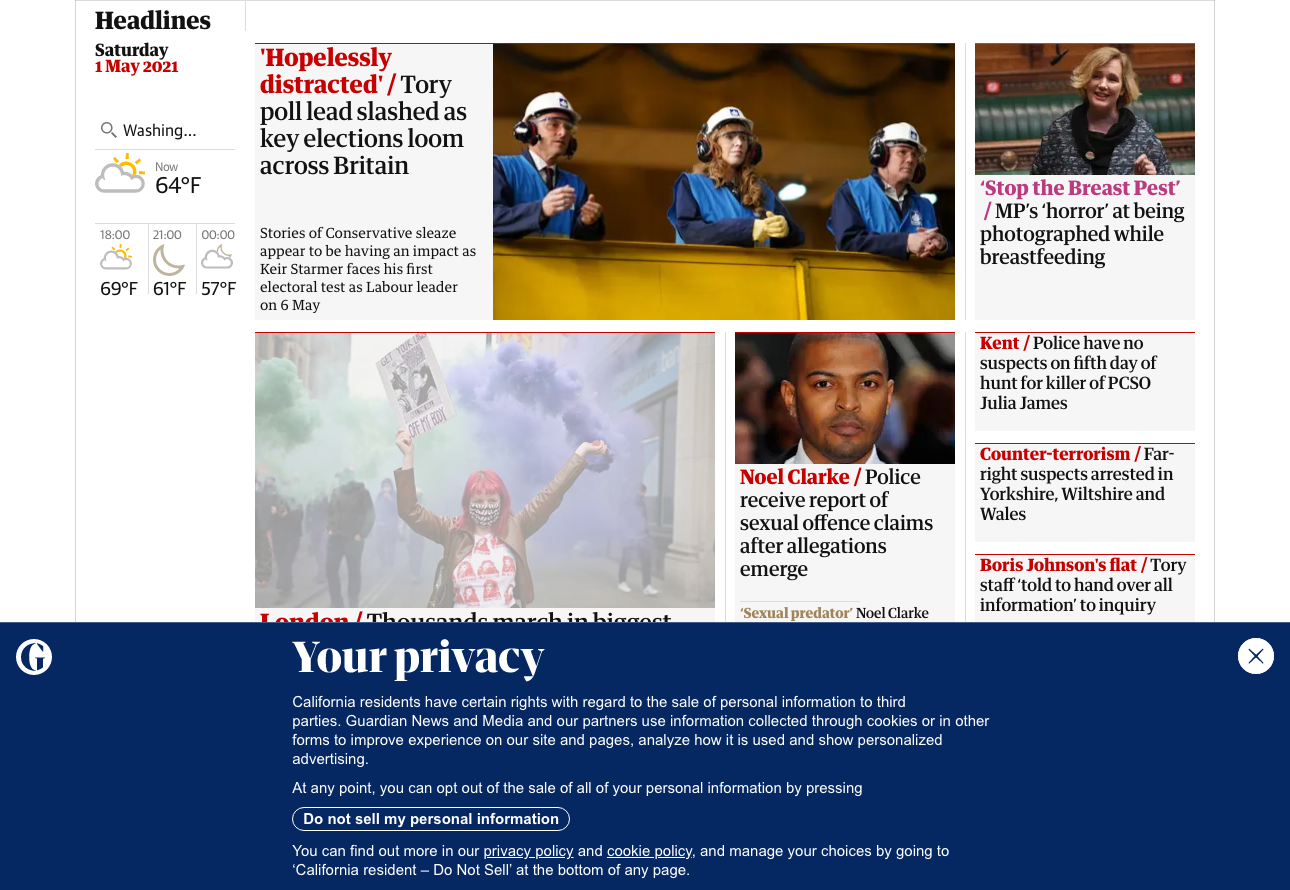 Headlines
Saturday
1 May 2021
Washing...
Now
64°F
18:00
21:00
00:00
69°F
61°F
57°F
'Hopelessly
distracted' / Tory
poll lead slashed as
key elections loom
across Britain
Stories of Conservative sleaze
appear to be having an impact as
Keir Starmer faces his first
electoral test as Labour leader
on 6 May
‘Stop the Breast Pest’
/ MP’s ‘horror’ at being
photographed while
breastfeeding
GET YOUR LAWS
OFF MY BODY
London / Thousands march in biggest
Noel Clarke / Police
receive report of
sexual offence claims
after allegations
emerge
‘Sexual predator’ Noel Clarke
Kent / Police have no
suspects on fifth day of
hunt for killer of PCSO
Julia James
Counter-terrorism / Far-
right suspects arrested in
Yorkshire, Wiltshire and
Wales
Boris Johnson's flat / Tory
staff ‘told to hand over all
information’ to inquiry
G
Your privacy
California residents have certain rights with regard to the sale of personal information to third
parties. Guardian News and Media and our partners use information collected through cookies or in other
forms to improve experience on our site and pages, analyze how it is used and show personalized
advertising.
At any point, you can opt out of the sale of all of your personal information by pressing
Do not sell my personal information
You can find out more in our privacy policy and cookie policy, and manage your choices by going to
‘California resident – Do Not Sell’ at the bottom of any page.